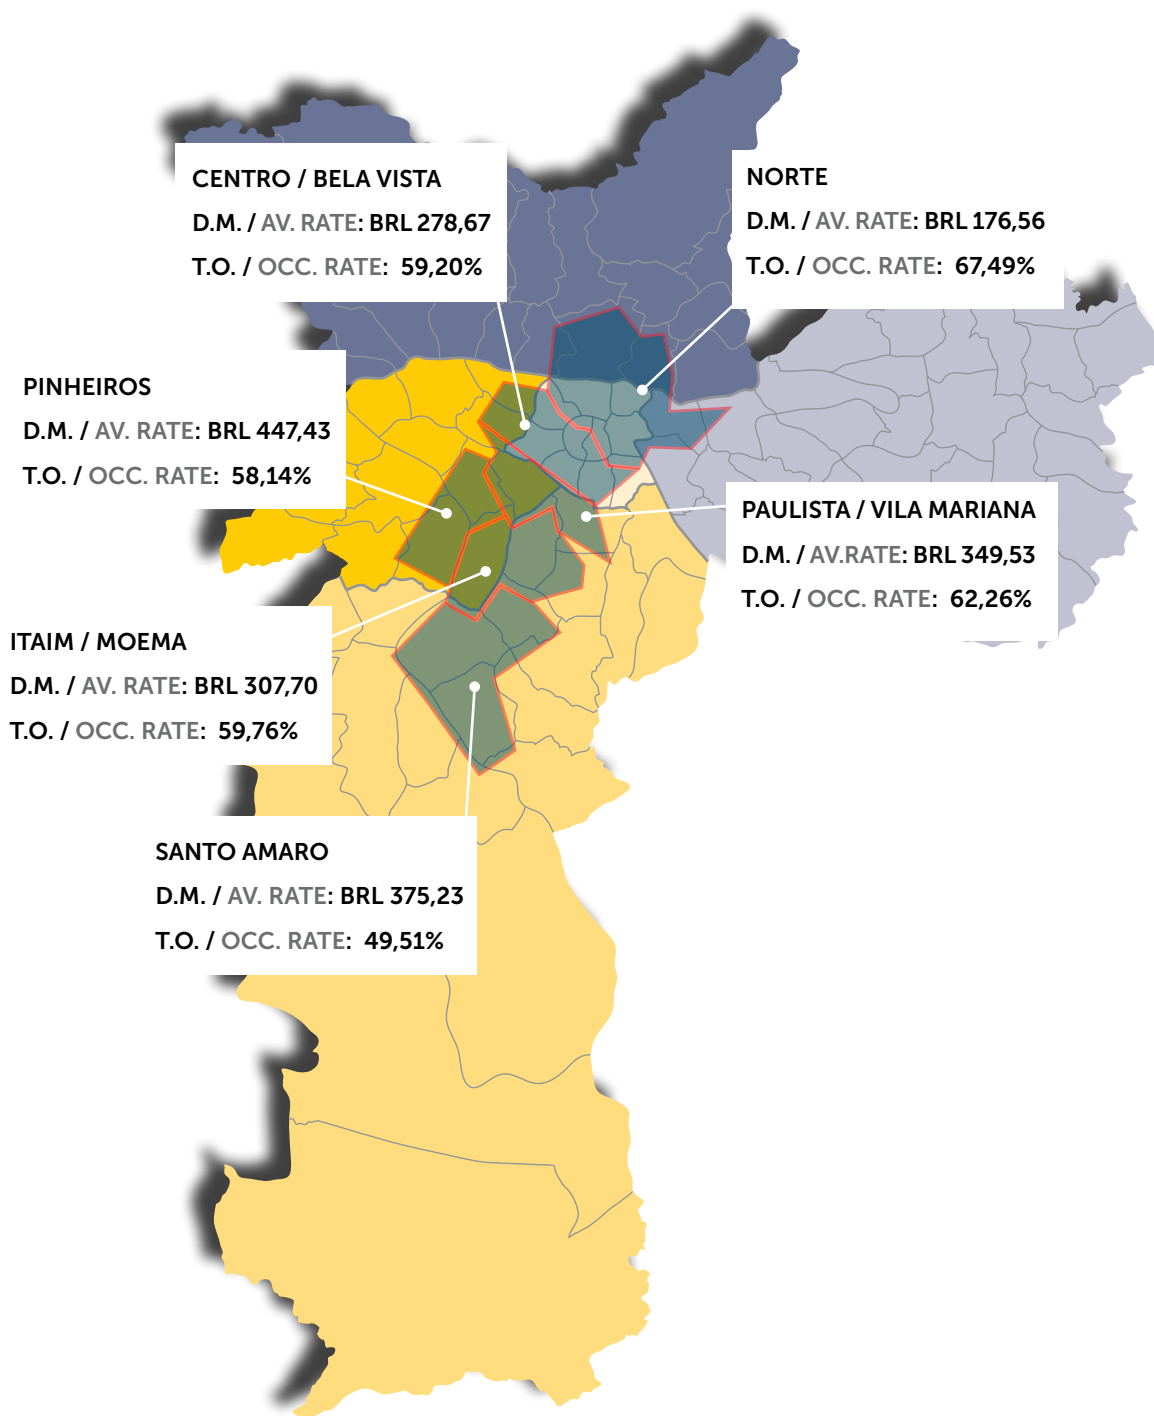 CENTRO / BELA VISTA
D.M. / AV. RATE: BRL 278,67
T.O. / OCC. RATE: 59,20%
NORTE
D.M. / AV. RATE: BRL 176,56
T.O. / OCC. RATE: 67,49%
PINHEIROS
D.M. / AV. RATE: BRL 447,43
T.O. / OCC. RATE: 58,14%
PAULISTA / VILA MARIANA
D.M. / AV.RATE: BRL 349,53
T.O. / OCC. RATE: 62,26%
ITAIM / MOEMA
D.M. / AV. RATE: BRL 307,70
T.O. / OCC. RATE: 59,76%
SANTO AMARO
D.M. / AV. RATE: BRL 375,23
T.O. / OCC. RATE: 49,51%